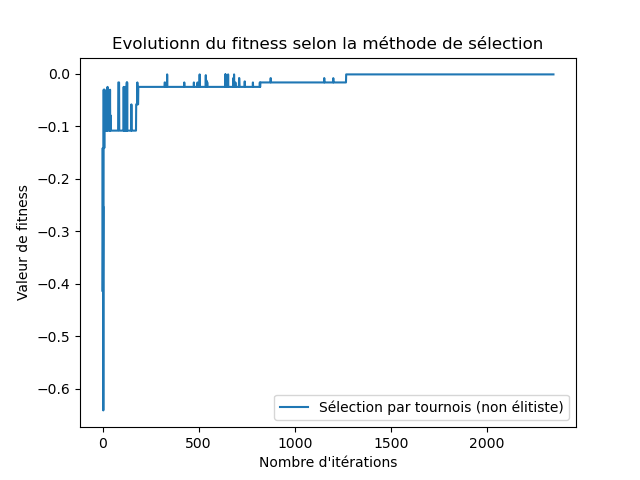 Evolutionn du fitness selon la méthode de sélection
0.0
−0.1
−0.2
−0.3
−0.4
−0.5
−0.6
Valeur de fitness
Sélection par tournois (non élitiste)
0 500 1000 1500 2000
Nombre d'itérations